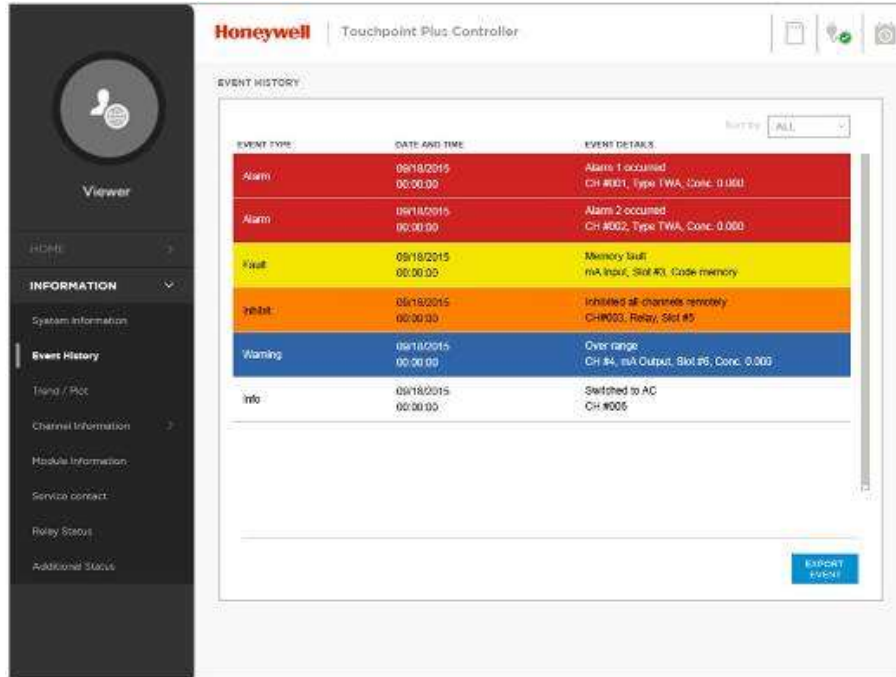 Honeywell
Touchpoint Plus Controller
EVENT HISTORY
Sort by ALL
EVENT TYPE DATE AND TIME EVENT DETAILS
Alarm 09/18/2015 Alarm 1 occurred
00:00:00 CH #001, Type TWA, Conc. 0.000
Alarm 09/18/2015 Alarm 2 occurred
00:00:00 CH #002, Type TWA, Conc. 0.000
Fault 09/18/2015 Memory fault
00:00:00 mA Input, Slot #3, Code memory
Inhibit 09/18/2015 Inhibited all channels remotely
00:00:00 CH#003, Relay, Slot #5
Warning 09/18/2015 Over range
00:00:00 CH #4, mA Output, Slot #6, Conc. 0.000
Info 09/18/2015 Switched to AC
00:00:00 CH #006
EXPORT
EVENT
Viewer
HOME
INFORMATION
System Information
Event History
Trend / Plot
Channel Information
Module Information
Service contact
Relay Status
Additional Status